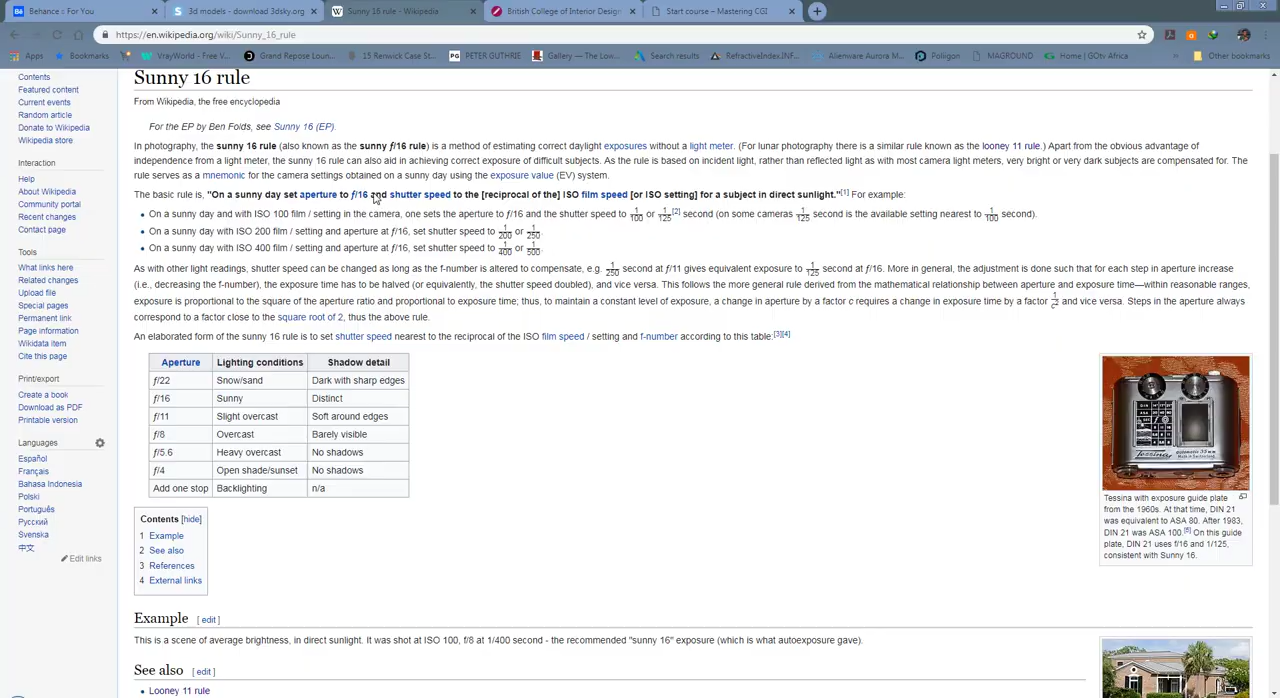 Behance :: For You
3d models - download 3dsky.org
Sunny 16 rule - Wikipedia
British College of Interior Desig
Start course – Mastering CGI
https://en.wikipedia.org/wiki/Sunny_16_rule
Apps
Bookmarks
VrayWorld - Free V...
Grand Repose Loun...
15 Renwick Case St...
PETER GUTHRIE
Gallery — The Low...
Search results
RefractiveIndex.INF...
Alienware Aurora M...
Poliigon
MAGROUND
Home | GOtv Africa
Other bookmarks
Contents
Featured content
Current events
Random article
Donate to Wikipedia
Wikipedia store
Interaction
Help
About Wikipedia
Community portal
Recent changes
Contact page
Tools
What links here
Related changes
Upload file
Special pages
Permanent link
Page information
Wikidata item
Cite this page
Print/export
Create a book
Download as PDF
Printable version
Languages
Español
Français
Bahasa Indonesia
Polski
Português
Русский
Svenska
中文
Edit links
Sunny 16 rule
From Wikipedia, the free encyclopedia
For the EP by Ben Folds, see Sunny 16 (EP).
In photography, the sunny 16 rule (also known as the sunny f/16 rule) is a method of estimating correct daylight exposures without a light meter. (For lunar photography there is a similar rule known as the looney 11 rule.) Apart from the obvious advantage of
independence from a light meter, the sunny 16 rule can also aid in achieving correct exposure of difficult subjects. As the rule is based on incident light, rather than reflected light as with most camera light meters, very bright or very dark subjects are compensated for. The
rule serves as a mnemonic for the camera settings obtained on a sunny day using the exposure value (EV) system.
The basic rule is, "On a sunny day set aperture to f/16 and shutter speed to the [reciprocal of the] ISO film speed [or ISO setting] for a subject in direct sunlight."[1] For example:
• On a sunny day and with ISO 100 film / setting in the camera, one sets the aperture to f/16 and the shutter speed to 1/100 or 1/125[2] second (on some cameras 1/125 second is the available setting nearest to 1/100 second).
• On a sunny day with ISO 200 film / setting and aperture at f/16, set shutter speed to 1/200 or 1/250.
• On a sunny day with ISO 400 film / setting and aperture at f/16, set shutter speed to 1/400 or 1/500.
As with other light readings, shutter speed can be changed as long as the f-number is altered to compensate, e.g. 1/250 second at f/11 gives equivalent exposure to 1/125 second at f/16. More in general, the adjustment is done such that for each step in aperture increase
(i.e., decreasing the f-number), the exposure time has to be halved (or equivalently, the shutter speed doubled), and vice versa. This follows the more general rule derived from the mathematical relationship between aperture and exposure time—within reasonable ranges,
exposure is proportional to the square of the aperture ratio and proportional to exposure time; thus, to maintain a constant level of exposure, a change in aperture by a factor c requires a change in exposure time by a factor 1/c² and vice versa. Steps in the aperture always
correspond to a factor close to the square root of 2, thus the above rule.
An elaborated form of the sunny 16 rule is to set shutter speed nearest to the reciprocal of the ISO film speed / setting and f-number according to this table:[3][4]
Aperture Lighting conditions Shadow detail
f/22 Snow/sand Dark with sharp edges
f/16 Sunny Distinct
f/11 Slight overcast Soft around edges
f/8 Overcast Barely visible
f/5.6 Heavy overcast No shadows
f/4 Open shade/sunset No shadows
Add one stop Backlighting n/a
Tessina with exposure guide plate
from the 1960s. At that time, DIN 21
was equivalent to ASA 80. After 1983,
DIN 21 was ASA 100.[5] On this guide
plate, DIN 21 uses f/16 and 1/125,
consistent with Sunny 16.
Contents [hide]
1 Example
2 See also
3 References
4 External links
Example [ edit ]
This is a scene of average brightness, in direct sunlight. It was shot at ISO 100, f/8 at 1/400 second - the recommended "sunny 16" exposure (which is what autoexposure gave).
See also [ edit ]
• Looney 11 rule